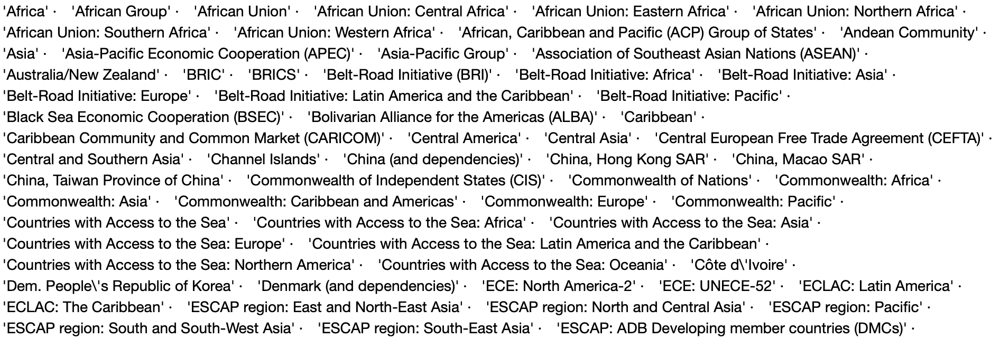 'Africa' ·   'African Group' ·   'African Union' ·   'African Union: Central Africa' ·   'African Union: Eastern Africa' ·   'African Union: Northern Africa' ·
'African Union: Southern Africa' ·   'African Union: Western Africa' ·   'African, Caribbean and Pacific (ACP) Group of States' ·   'Andean Community' ·
'Asia' ·   'Asia-Pacific Economic Cooperation (APEC)' ·   'Asia-Pacific Group' ·   'Association of Southeast Asian Nations (ASEAN)' ·
'Australia/New Zealand' ·   'BRIC' ·   'BRICS' ·   'Belt-Road Initiative (BRI)' ·   'Belt-Road Initiative: Africa' ·   'Belt-Road Initiative: Asia' ·
'Belt-Road Initiative: Europe' ·   'Belt-Road Initiative: Latin America and the Caribbean' ·   'Belt-Road Initiative: Pacific' ·
'Black Sea Economic Cooperation (BSEC)' ·   'Bolivarian Alliance for the Americas (ALBA)' ·   'Caribbean' ·
'Caribbean Community and Common Market (CARICOM)' ·   'Central America' ·   'Central Asia' ·   'Central European Free Trade Agreement (CEFTA)' ·
'Central and Southern Asia' ·   'Channel Islands' ·   'China (and dependencies)' ·   'China, Hong Kong SAR' ·   'China, Macao SAR' ·
'China, Taiwan Province of China' ·   'Commonwealth of Independent States (CIS)' ·   'Commonwealth of Nations' ·   'Commonwealth: Africa' ·
'Commonwealth: Asia' ·   'Commonwealth: Caribbean and Americas' ·   'Commonwealth: Europe' ·   'Commonwealth: Pacific' ·
'Countries with Access to the Sea' ·   'Countries with Access to the Sea: Africa' ·   'Countries with Access to the Sea: Asia' ·
'Countries with Access to the Sea: Europe' ·   'Countries with Access to the Sea: Latin America and the Caribbean' ·
'Countries with Access to the Sea: Northern America' ·   'Countries with Access to the Sea: Oceania' ·   'Côte d\'Ivoire' ·
'Dem. People\'s Republic of Korea' ·   'Denmark (and dependencies)' ·   'ECE: North America-2' ·   'ECE: UNECE-52' ·   'ECLAC: Latin America' ·
'ECLAC: The Caribbean' ·   'ESCAP region: East and North-East Asia' ·   'ESCAP region: North and Central Asia' ·   'ESCAP region: Pacific' ·
'ESCAP region: South and South-West Asia' ·   'ESCAP region: South-East Asia' ·   'ESCAP: ADB Developing member countries (DMCs)' ·